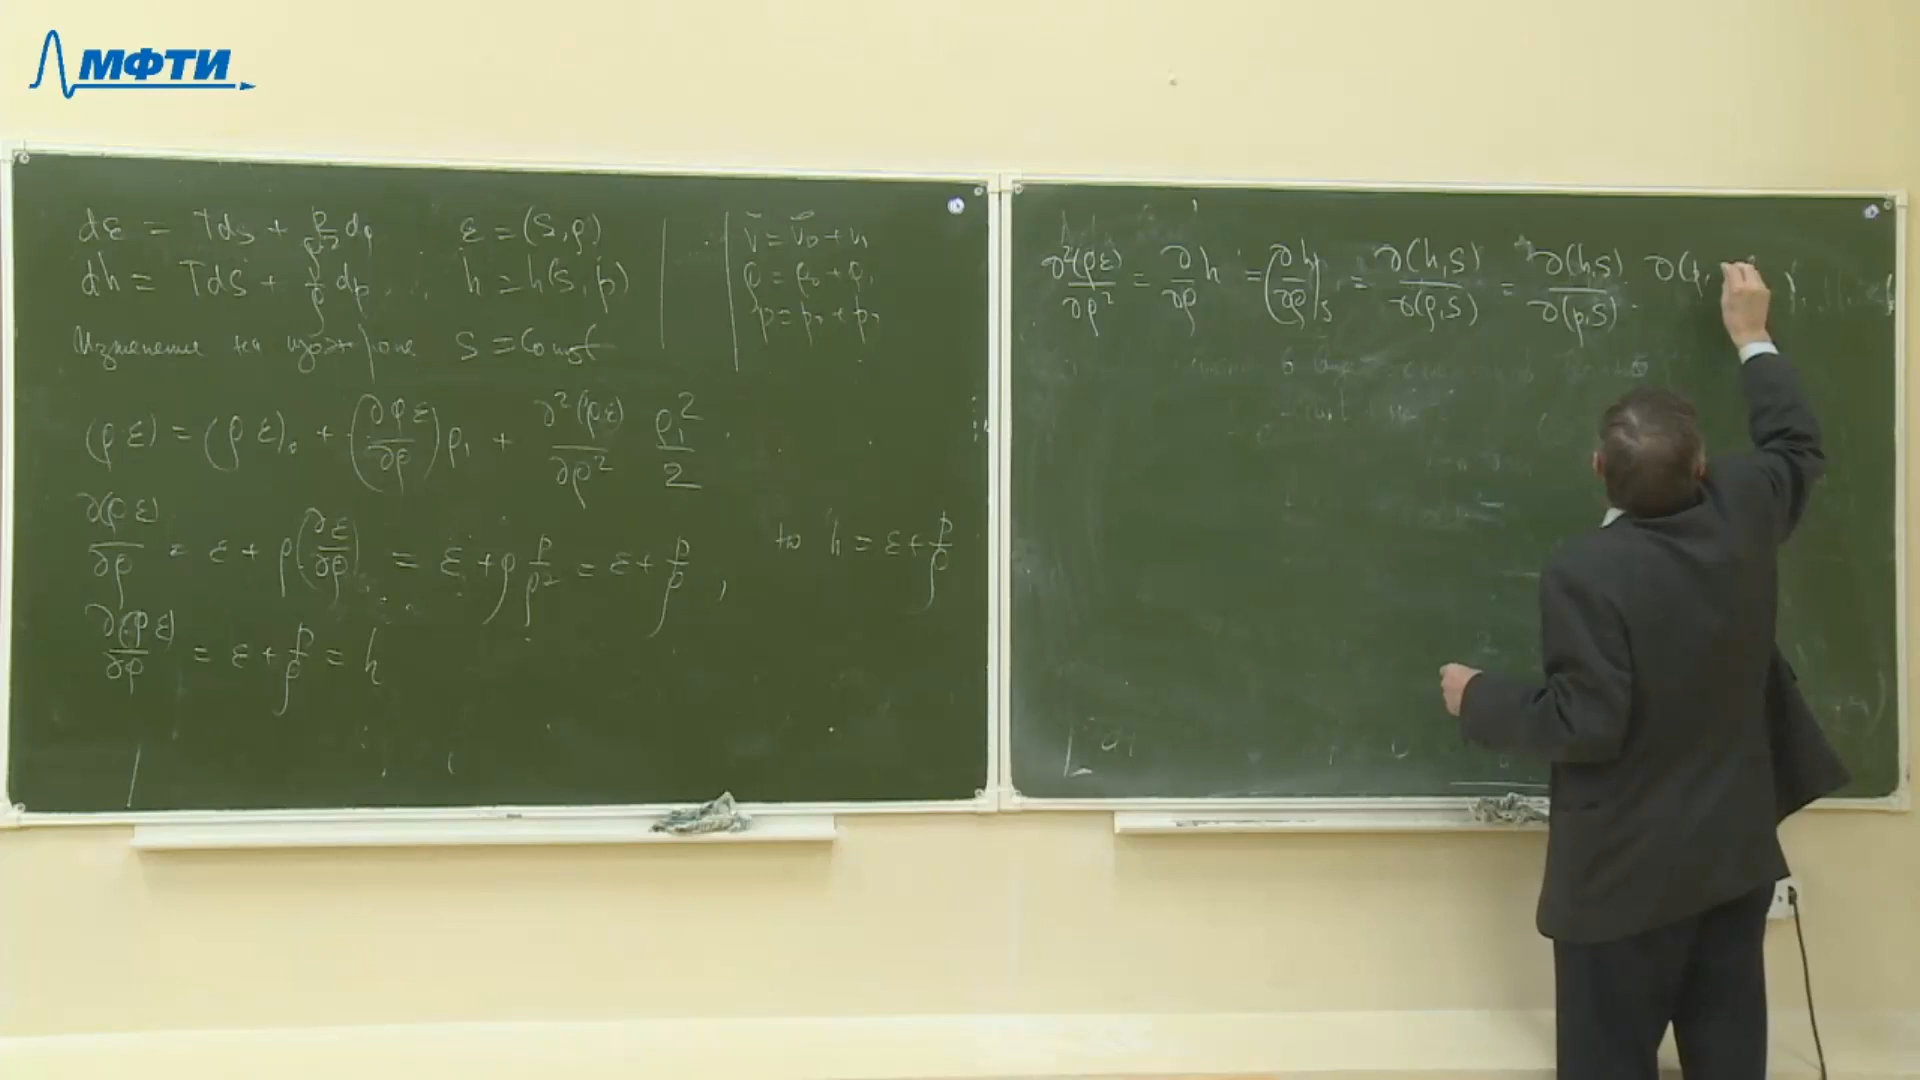 МФТИ
dε = Tds + p/ρ² dρ    ε = (S, ρ)
dh = TdS + 1/ρ dp    h = h(S, p)
v̄ = v̄₀ + v₁
ρ = ρ₀ + ρ₁
p = p₀ + p₁
S = Const
(ρε) = (ρε)₀ + (∂ρε/∂ρ) ρ₁ + ∂²(ρε)/∂ρ² ρ₁²/2
∂(ρε)/∂ρ = ε + ρ(∂ε/∂ρ) = ε + ρ p/ρ² = ε + p/ρ ,    то h = ε + p/ρ
∂(ρε)/∂ρ = ε + p/ρ = h
∂²(ρε)/∂ρ² = ∂/∂ρ h = (∂h/∂ρ)ₛ = ∂(h,S)/∂(ρ,S) = ∂(h,S)/∂(p,S) · ∂(p,